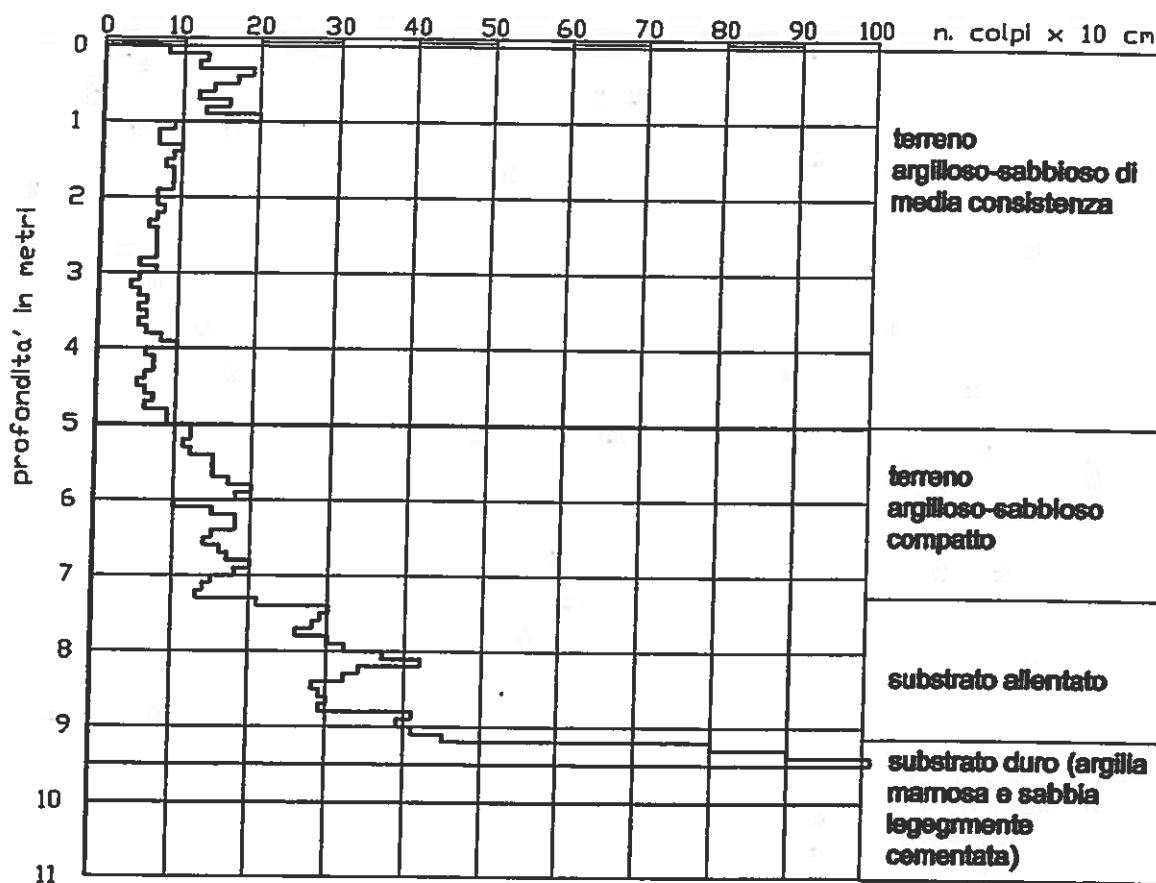 0 10 20 30 40 50 60 70 80 90 100 n. colpi x 10 cm
0
1
2
3
4
5
6
7
8
9
10
11
profondita' in metri
terreno
argilloso-sabbioso di
media consistenza
terreno
argilloso-sabbioso
compatto
substrato allentato
substrato duro (argilla
marnosa e sabbia
legegrmente
cementata)